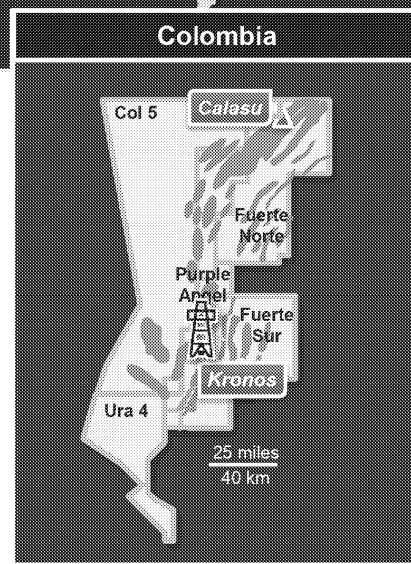 Colombia
Col 5
Calasu
Fuerte
Norte
Purple
Angel
Fuerte
Sur
Kronos
Ura 4
25 miles
40 km